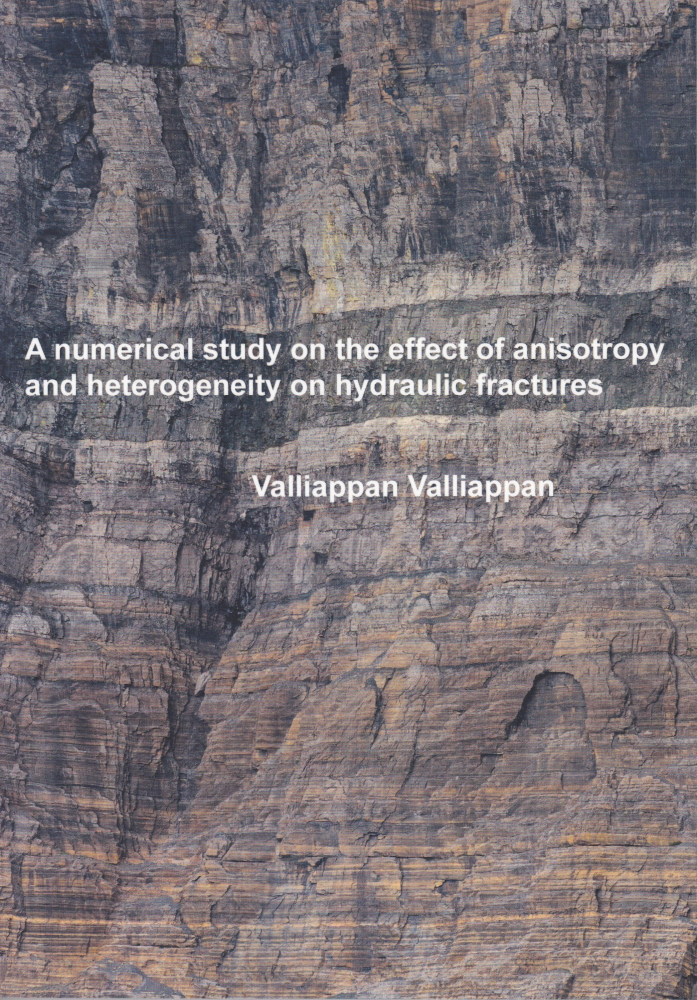 A numerical study on the effect of anisotropy
and heterogeneity on hydraulic fractures
Valliappan Valliappan